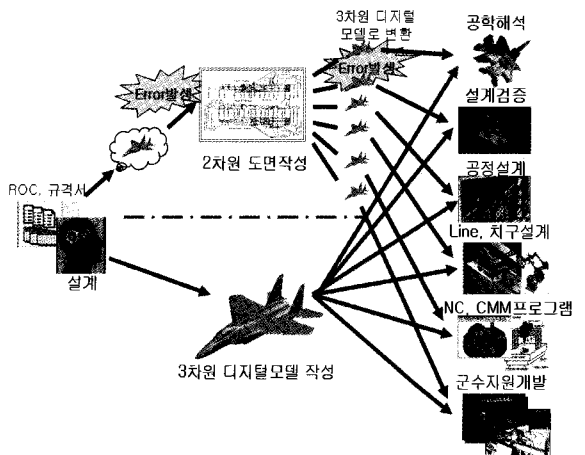 3차원 디지털
모델로 변환
공학해석
Error발생
Error발생
설계검증
2차원 도면작성
공정설계
ROC, 규격서
Line, 치구설계
설계
NC, CMM프로그램
3차원 디지털모델 작성
군수지원개발